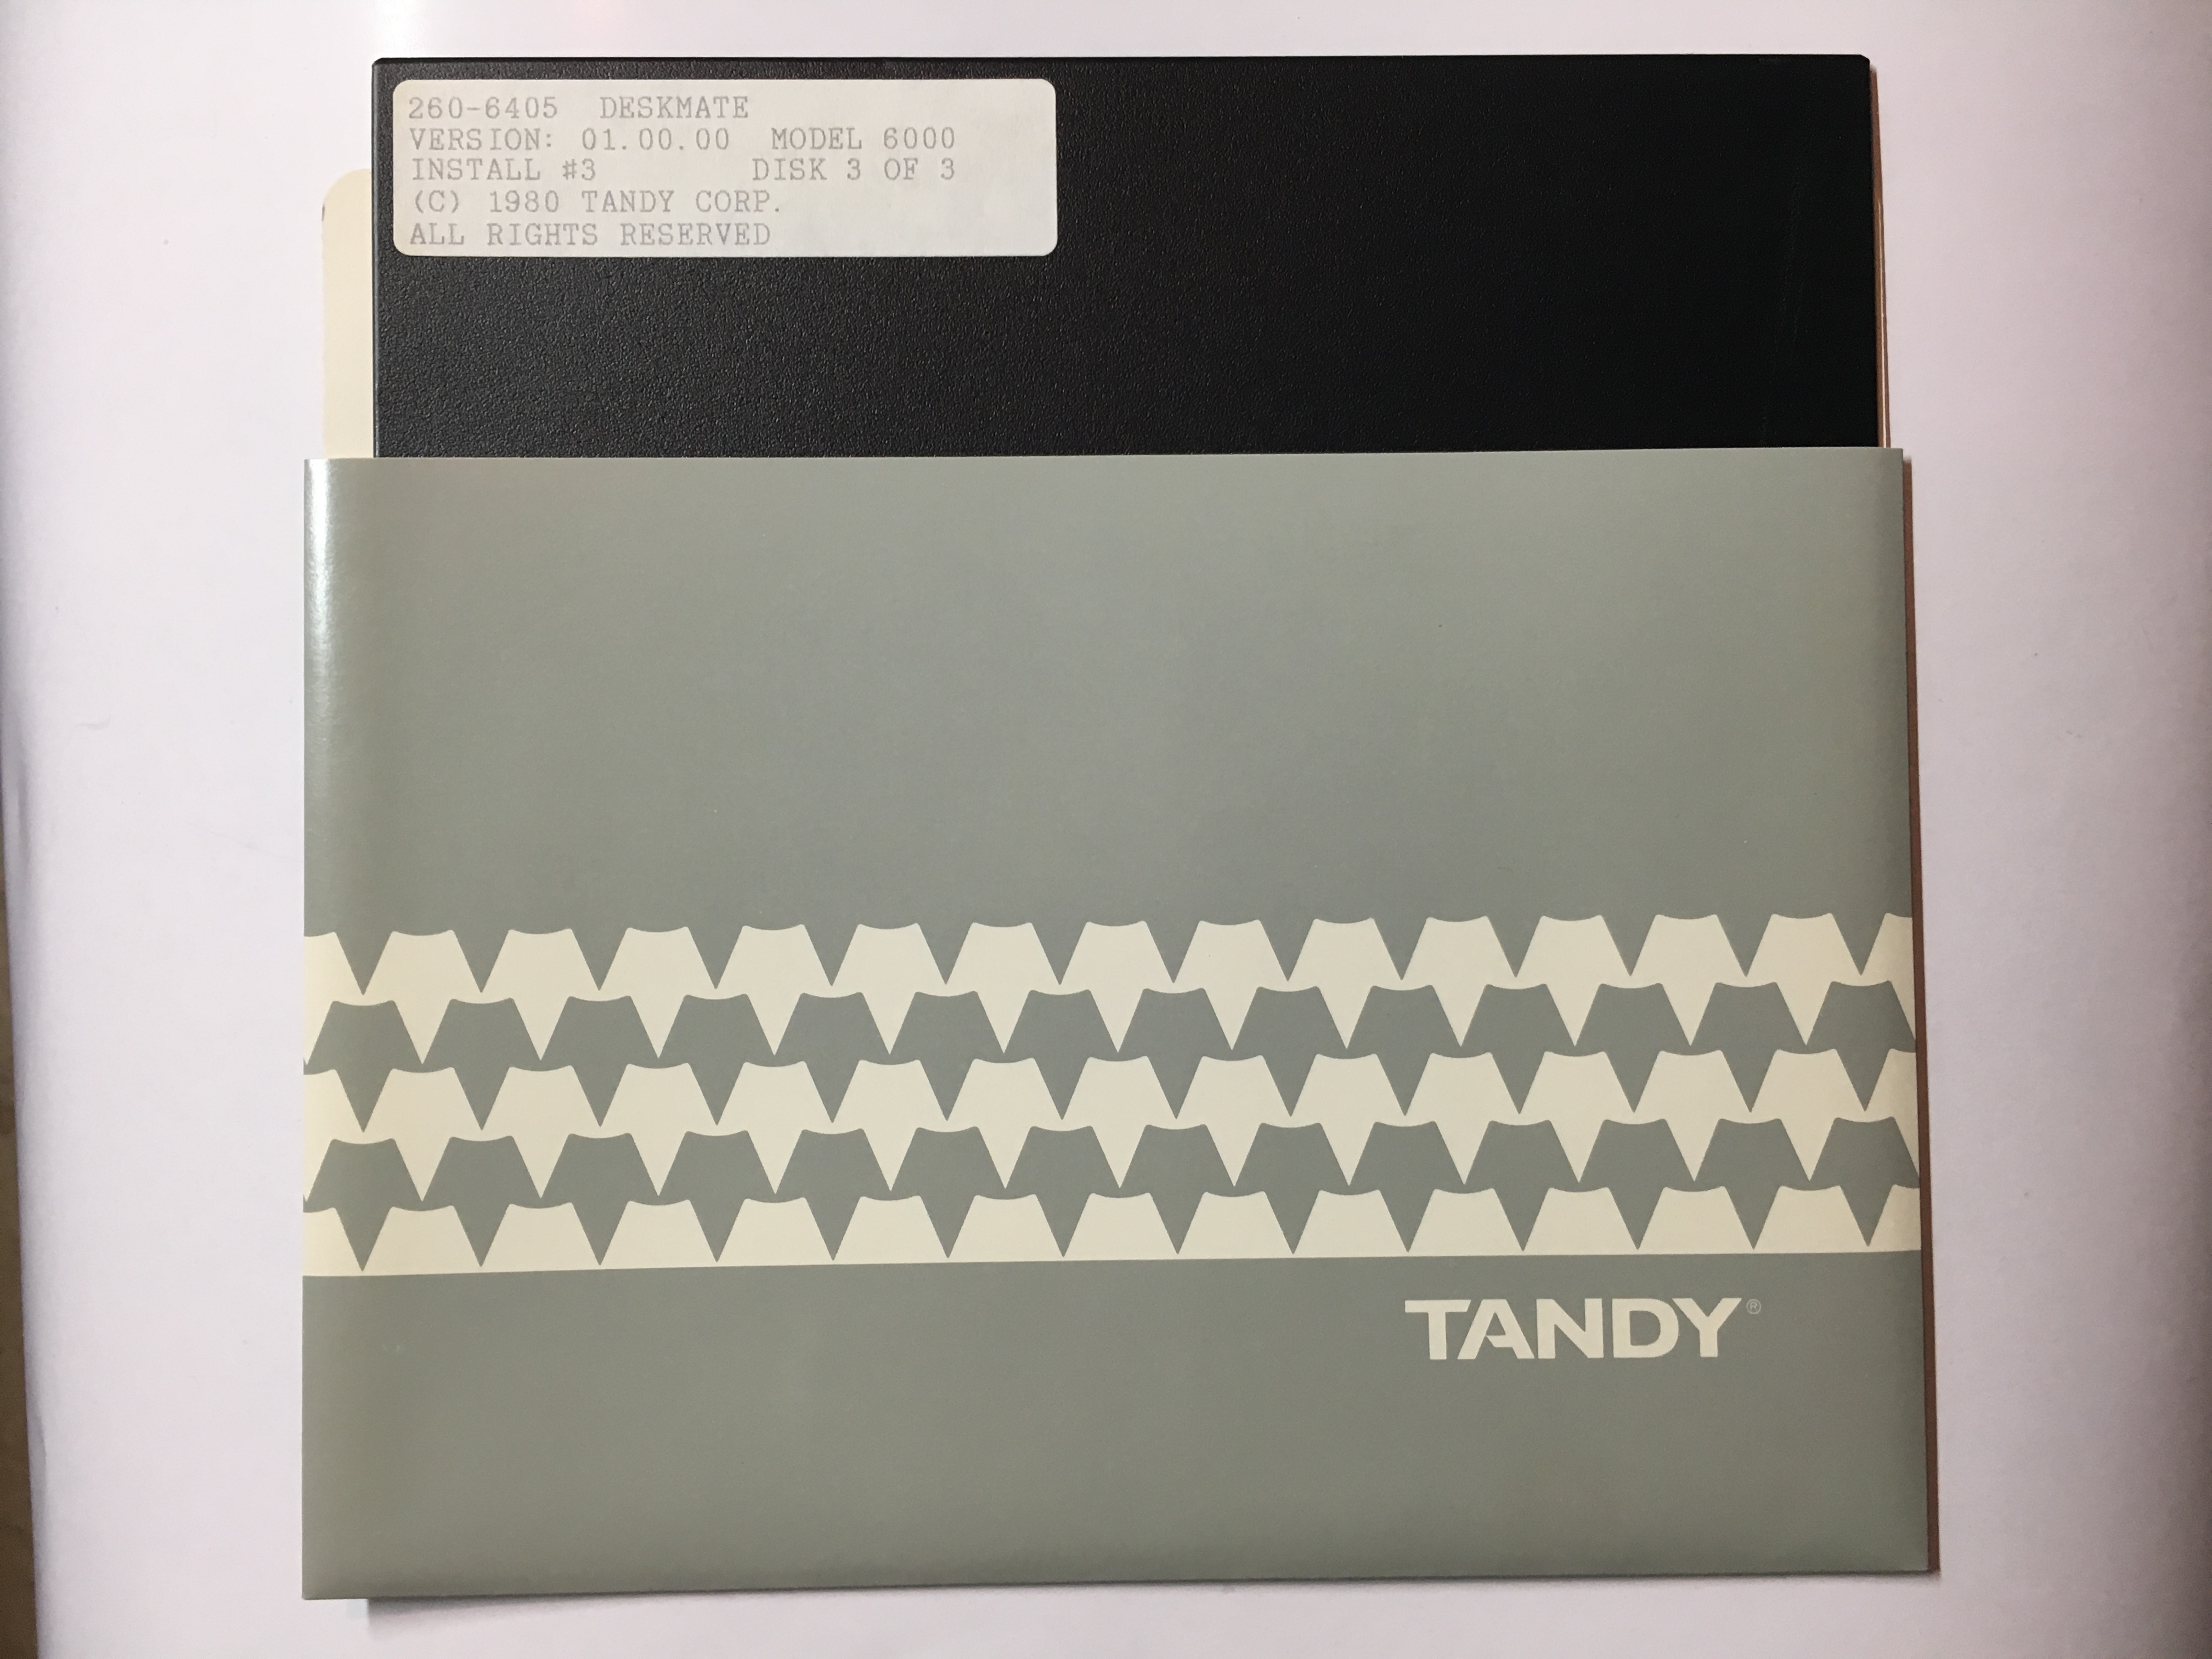 260-6405 DESKMATE
VERSION: 01.00.00 MODEL 6000
INSTALL #3 DISK 3 OF 3
(C) 1980 TANDY CORP.
ALL RIGHTS RESERVED
TANDY®